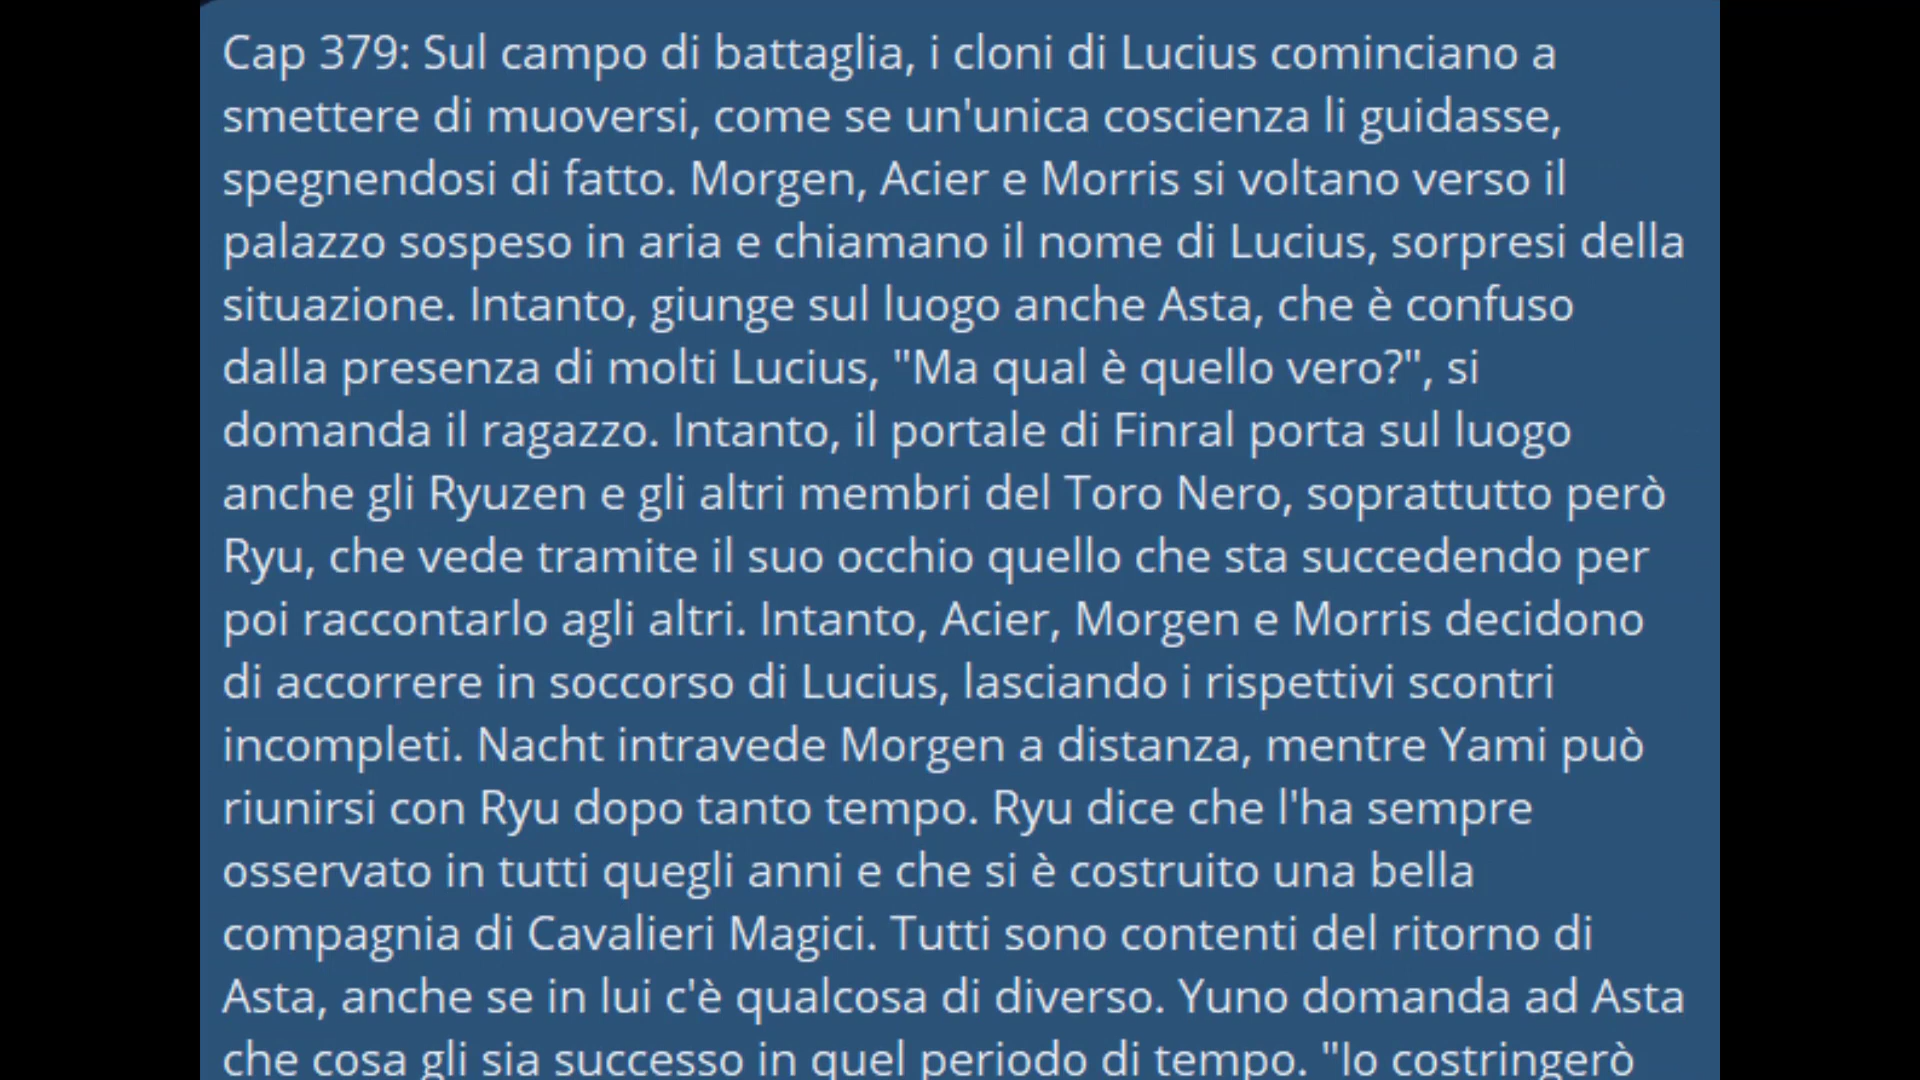 Cap 379: Sul campo di battaglia, i cloni di Lucius cominciano a
smettere di muoversi, come se un'unica coscienza li guidasse,
spegnendosi di fatto. Morgen, Acier e Morris si voltano verso il
palazzo sospeso in aria e chiamano il nome di Lucius, sorpresi della
situazione. Intanto, giunge sul luogo anche Asta, che è confuso
dalla presenza di molti Lucius, "Ma qual è quello vero?", si
domanda il ragazzo. Intanto, il portale di Finral porta sul luogo
anche gli Ryuzen e gli altri membri del Toro Nero, soprattutto però
Ryu, che vede tramite il suo occhio quello che sta succedendo per
poi raccontarlo agli altri. Intanto, Acier, Morgen e Morris decidono
di accorrere in soccorso di Lucius, lasciando i rispettivi scontri
incompleti. Nacht intravede Morgen a distanza, mentre Yami può
riunirsi con Ryu dopo tanto tempo. Ryu dice che l'ha sempre
osservato in tutti quegli anni e che si è costruito una bella
compagnia di Cavalieri Magici. Tutti sono contenti del ritorno di
Asta, anche se in lui c'è qualcosa di diverso. Yuno domanda ad Asta
che cosa gli sia successo in quel periodo di tempo. "Io costringerò